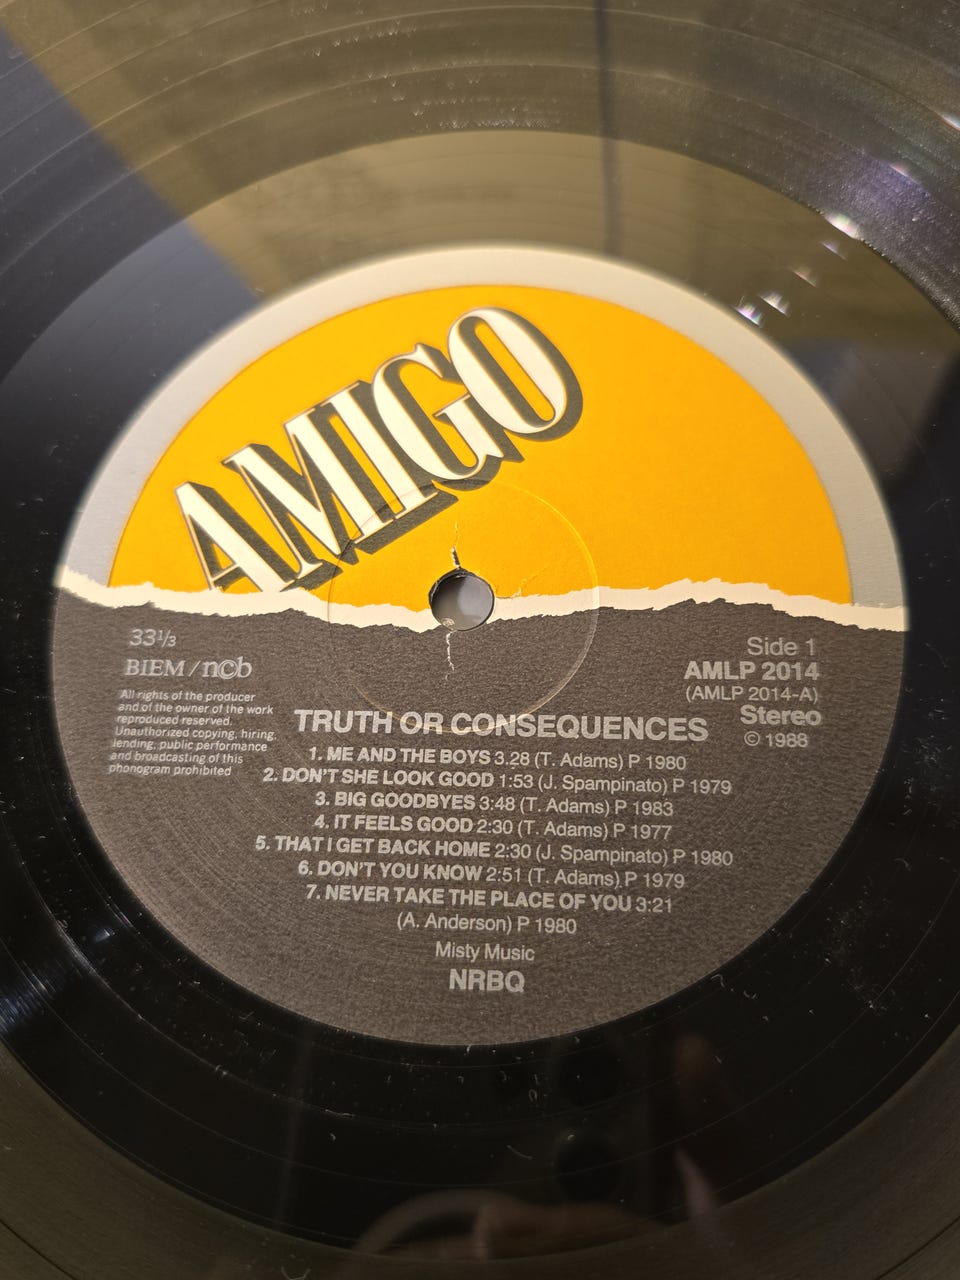 AMIGO
33⅓
BIEM / n©b
All rights of the producer
and of the owner of the work
reproduced reserved.
Unauthorized copying, hiring,
lending, public performance
and broadcasting of this
phonogram prohibited
Side 1
AMLP 2014
(AMLP 2014-A)
Stereo
© 1988
TRUTH OR CONSEQUENCES
1. ME AND THE BOYS 3.28 (T. Adams) P 1980
2. DON'T SHE LOOK GOOD 1:53 (J. Spampinato) P 1979
3. BIG GOODBYES 3:48 (T. Adams) P 1983
4. IT FEELS GOOD 2:30 (T. Adams) P 1977
5. THAT I GET BACK HOME 2:30 (J. Spampinato) P 1980
6. DON'T YOU KNOW 2:51 (T. Adams) P 1979
7. NEVER TAKE THE PLACE OF YOU 3:21
(A. Anderson) P 1980
Misty Music
NRBQ